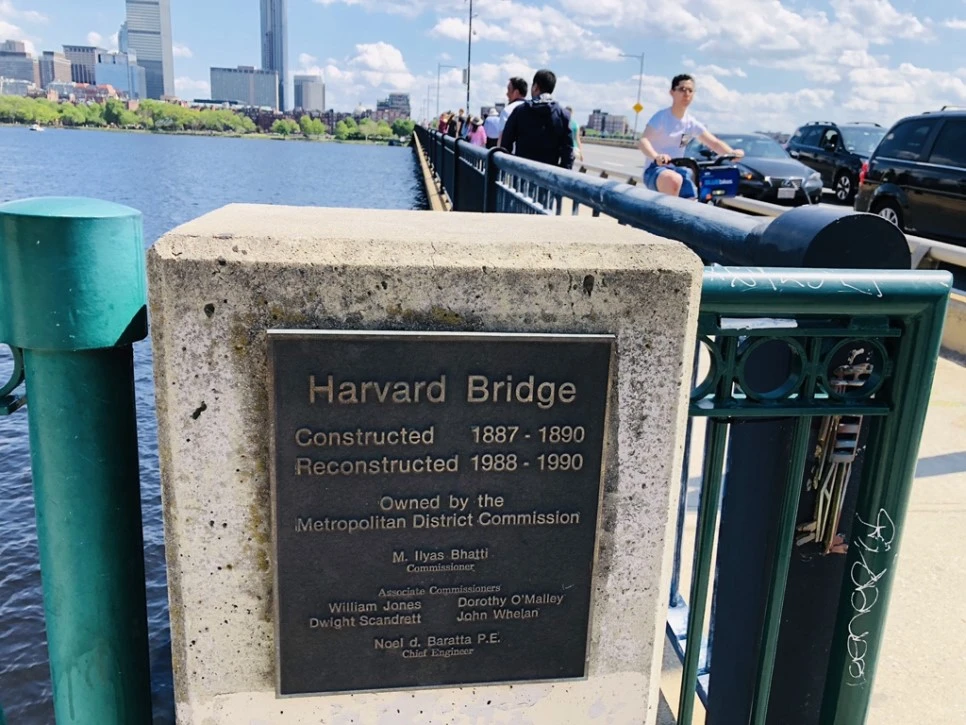 Harvard Bridge
Constructed 1887 - 1890
Reconstructed 1988 - 1990
Owned by the
Metropolitan District Commission
M. Ilyas Bhatti
Commissioner
Associate Commissioners
William Jones Dorothy O'Malley
Dwight Scandrett John Whelan
Noel d. Baratta P.E.
Chief Engineer